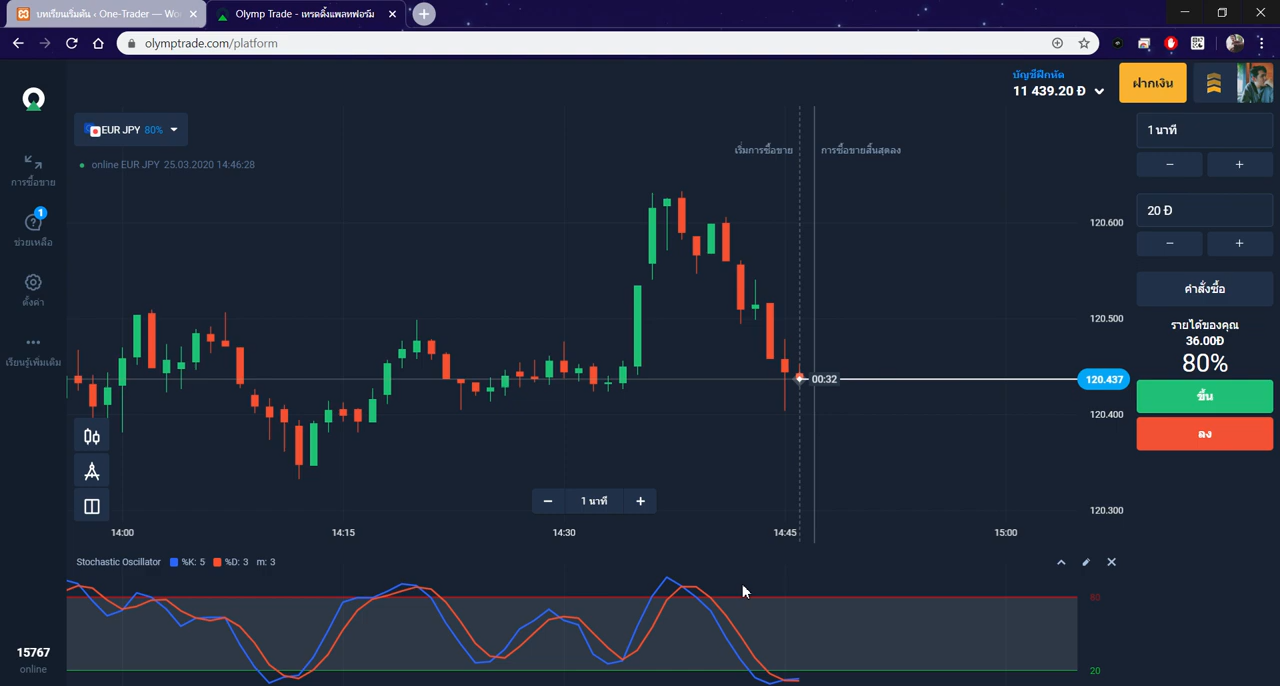 บทเรียนเริ่มต้น ‹ One-Trader — Wo
Olymp Trade - เทรดดิ้งแพลทฟอร์ม
olymptrade.com/platform
บัญชีฝึกหัด
11 439.20 Đ
ฝากเงิน
EUR JPY 80%
online EUR JPY 25.03.2020 14:46:28
การซื้อขาย
1
ช่วยเหลือ
ตั้งค่า
เรียนรู้เพิ่มเติม
15767
online
เริ่มการซื้อขาย
การซื้อขายสิ้นสุดลง
120.600
120.500
00:32
120.437
120.400
120.300
1 นาที
14:00
14:15
14:30
14:45
15:00
Stochastic Oscillator %K: 5 %D: 3 m: 3
80
20
1 นาที
20 Đ
คำสั่งซื้อ
รายได้ของคุณ
36.00Đ
80%
ขึ้น
ลง